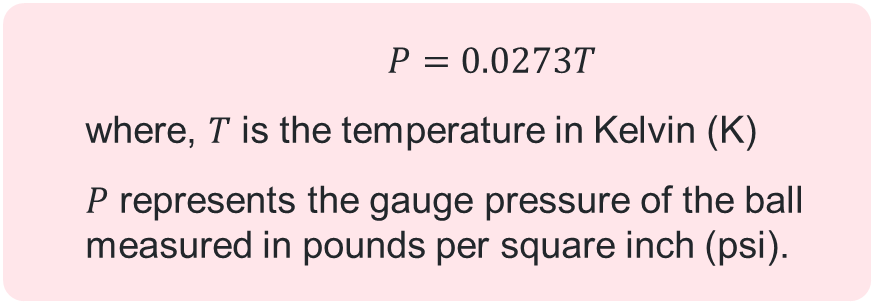 P = 0.0273T
where, T is the temperature in Kelvin (K)
P represents the gauge pressure of the ball
measured in pounds per square inch (psi).